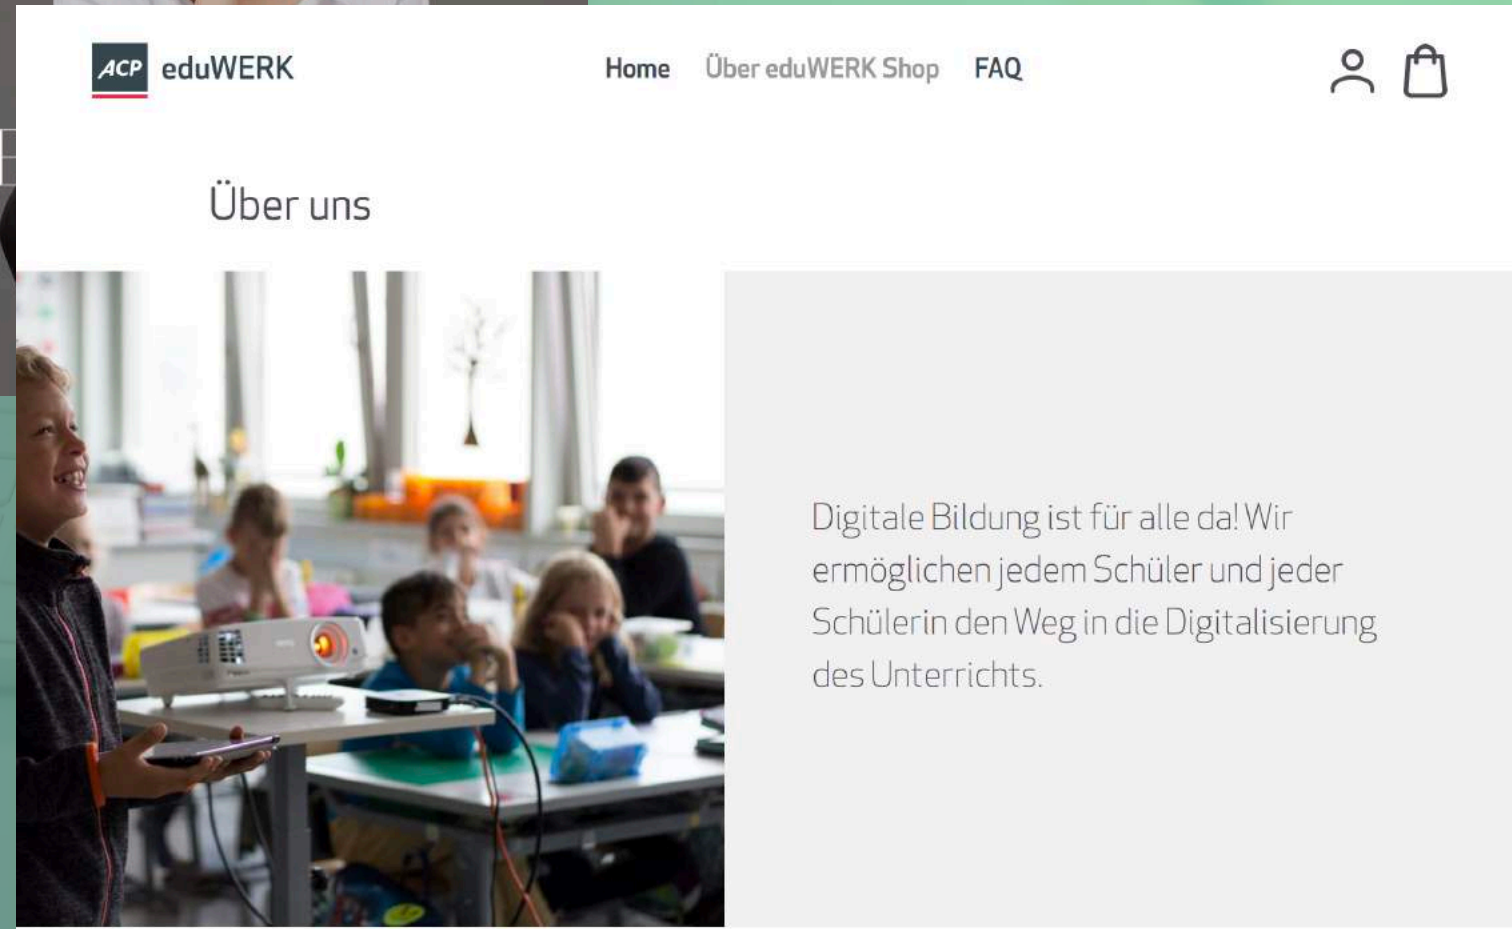 ACP eduWERK
Home Über eduWERK Shop FAQ
Über uns
Digitale Bildung ist für alle da! Wir
ermöglichen jedem Schüler und jeder
Schülerin den Weg in die Digitalisierung
des Unterrichts.